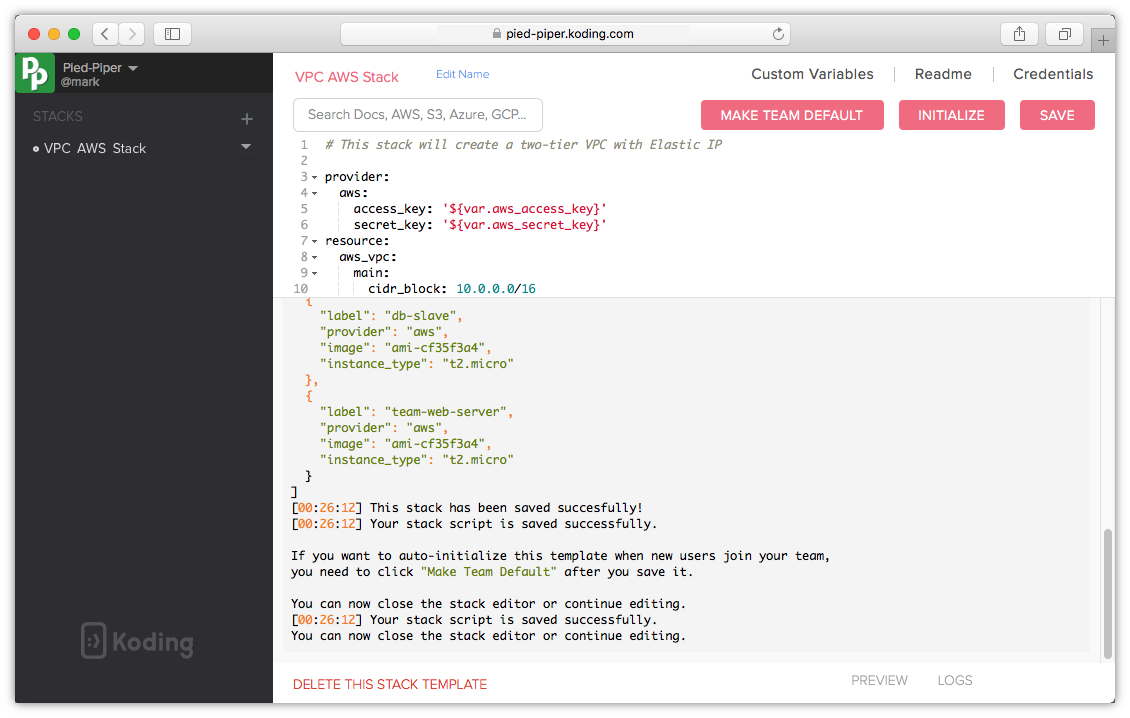 pied-piper.koding.com
Pied-Piper
@mark
STACKS
VPC AWS Stack
VPC AWS Stack
Edit Name
Custom Variables
Readme
Credentials
Search Docs, AWS, S3, Azure, GCP...
MAKE TEAM DEFAULT
INITIALIZE
SAVE
1 # This stack will create a two-tier VPC with Elastic IP
2
3 provider:
4 aws:
5 access_key: '${var.aws_access_key}'
6 secret_key: '${var.aws_secret_key}'
7 resource:
8 aws_vpc:
9 main:
10 cidr_block: 10.0.0.0/16
{
"label": "db-slave",
"provider": "aws",
"image": "ami-cf35f3a4",
"instance_type": "t2.micro"
},
{
"label": "team-web-server",
"provider": "aws",
"image": "ami-cf35f3a4",
"instance_type": "t2.micro"
}
]
[00:26:12] This stack has been saved succesfully!
[00:26:12] Your stack script is saved successfully.
If you want to auto-initialize this template when new users join your team,
you need to click "Make Team Default" after you save it.
You can now close the stack editor or continue editing.
[00:26:12] Your stack script is saved successfully.
You can now close the stack editor or continue editing.
Koding
DELETE THIS STACK TEMPLATE
PREVIEW
LOGS